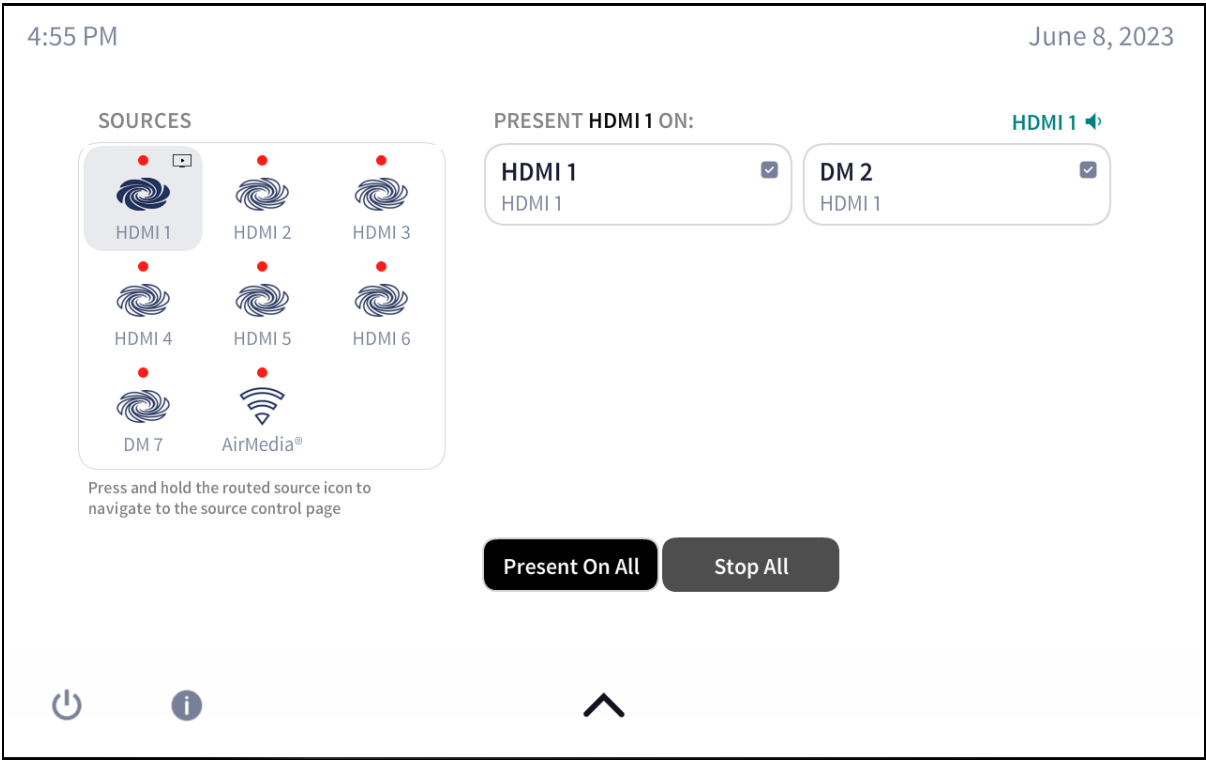 4:55 PM
June 8, 2023
SOURCES
HDMI 1
HDMI 2
HDMI 3
HDMI 4
HDMI 5
HDMI 6
DM 7
AirMedia®
Press and hold the routed source icon to
navigate to the source control page
PRESENT HDMI 1 ON:
HDMI 1
HDMI 1
HDMI 1
DM 2
HDMI 1
Present On All
Stop All